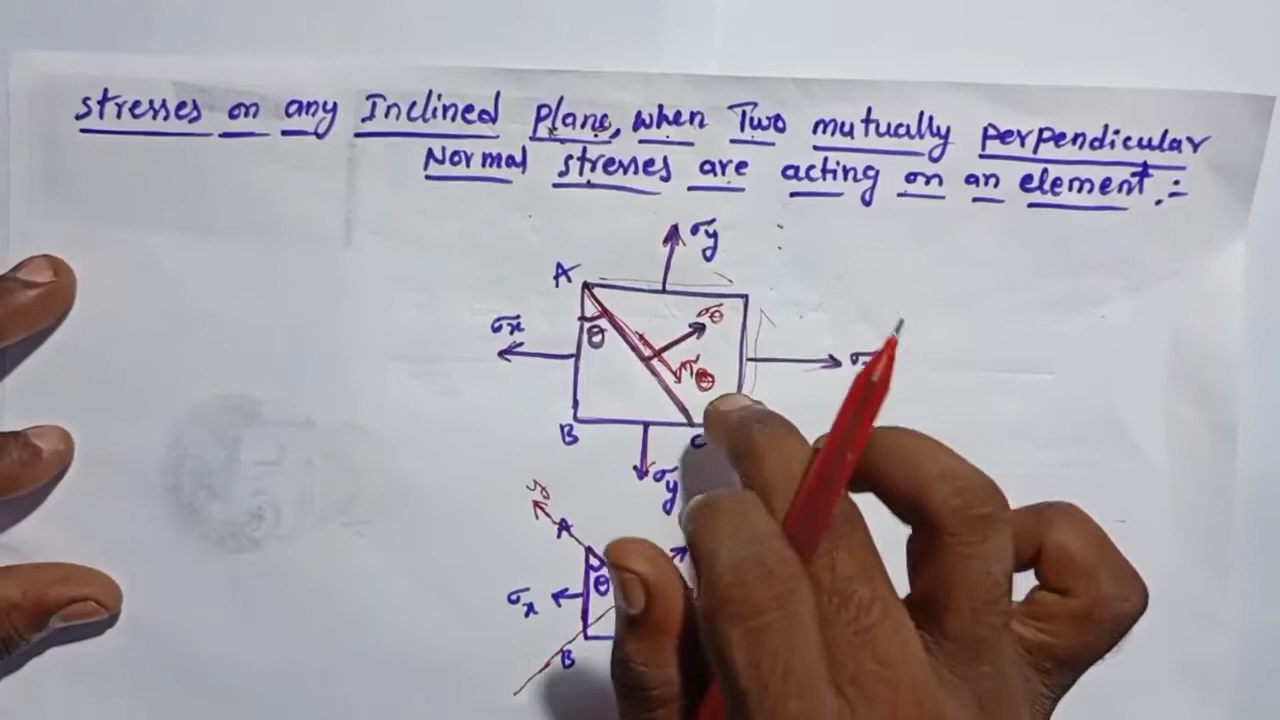 stresses on any Inclined Plane, when Two mutually perpendicular
Normal stresses are acting on an element :-
σy
A
σx
θ
σθ
τθ
B
C
σy
y
A
σx
θ
B